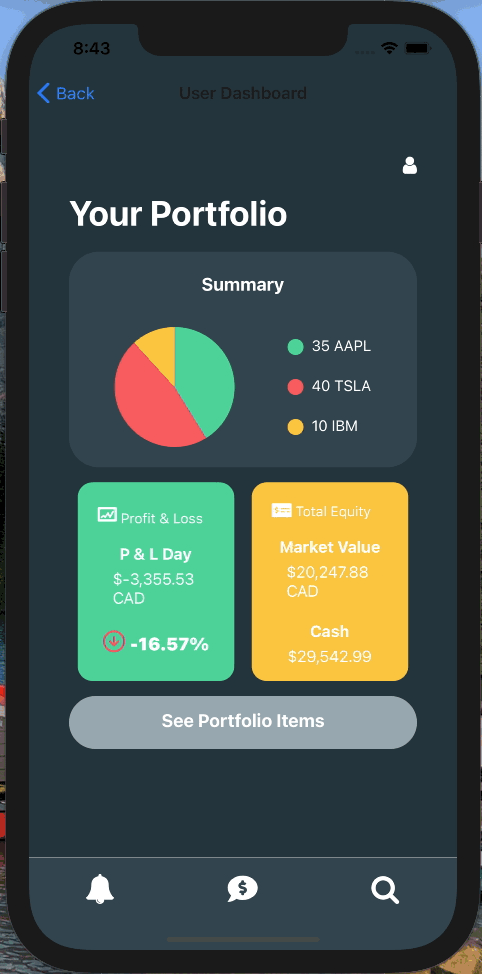 8:43
Back
User Dashboard
Your Portfolio
Summary
35 AAPL
40 TSLA
10 IBM
Profit & Loss
P & L Day
$-3,355.53
CAD
-16.57%
Total Equity
Market Value
$20,247.88
CAD
Cash
$29,542.99
See Portfolio Items